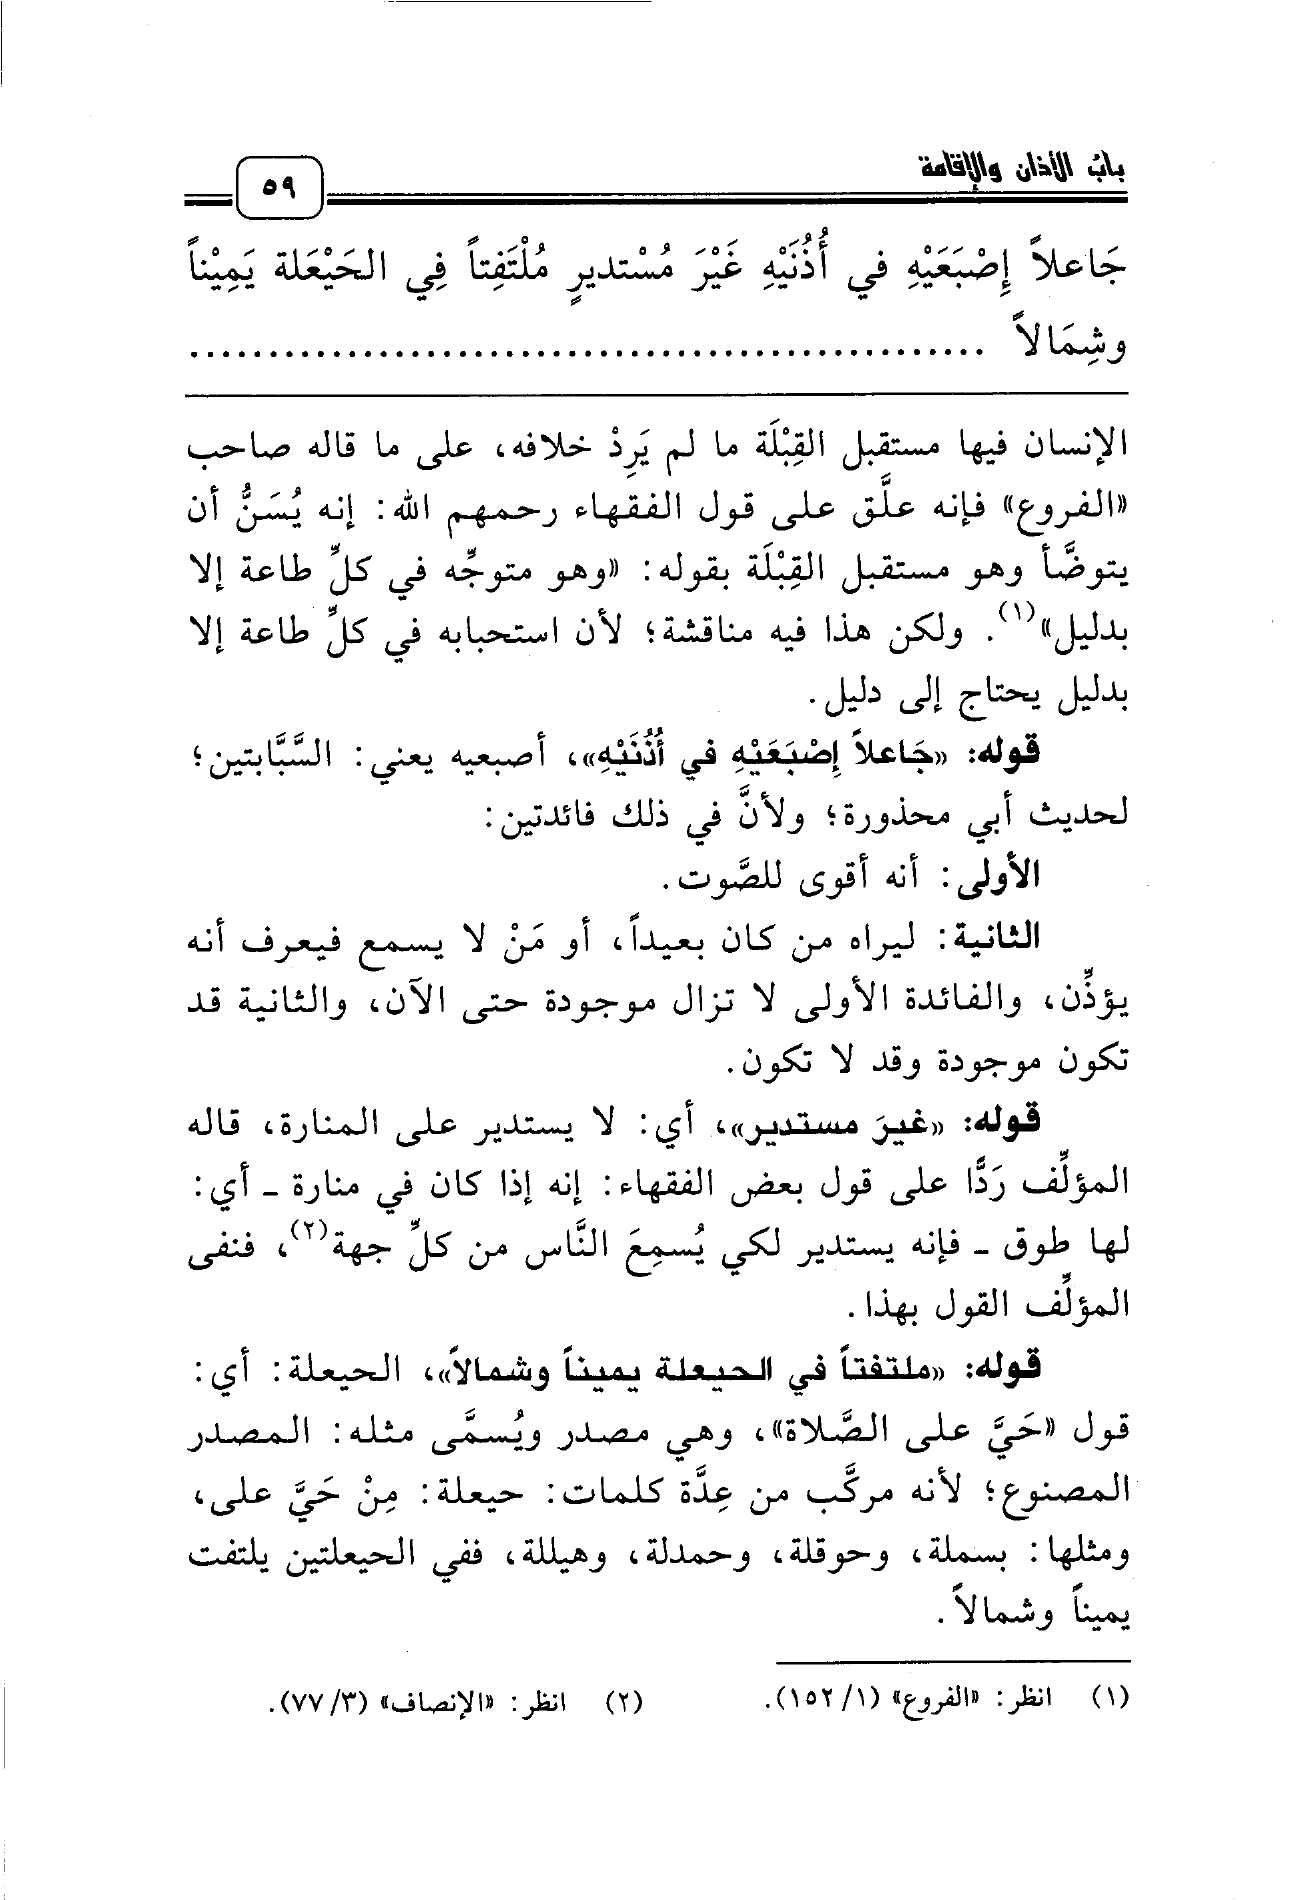 باب الأذان والإقامة
٥٩
جَاعلاً إِصْبَعَيْهِ في أُذُنَيْهِ غَيْرَ مُسْتديرٍ مُلْتَفِتاً فِي الحَيْعَلة يَمِيْناً
وشِمَالاً ....................................................
الإنسان فيها مستقبل القِبْلَة ما لم يَرِدْ خلافه، على ما قاله صاحب
«الفروع» فإنه علَّق على قول الفقهاء رحمهم الله: إنه يُسَنُّ أن
يتوضَّأ وهو مستقبل القِبْلَة بقوله: «وهو متوجِّه في كلِّ طاعة إلا
بدليل»(١). ولكن هذا فيه مناقشة؛ لأن استحبابه في كلِّ طاعة إلا
بدليل يحتاج إلى دليل.
قوله: «جَاعلاً إصْبَعَيْهِ في أُذُنَيْهِ»، أصبعيه يعني: السَّبَّابتين؛
لحديث أبي محذورة؛ ولأنَّ في ذلك فائدتين:
الأولى: أنه أقوى للصَّوت.
الثانية: ليراه من كان بعيداً، أو مَنْ لا يسمع فيعرف أنه
يؤذِّن، والفائدة الأولى لا تزال موجودة حتى الآن، والثانية قد
تكون موجودة وقد لا تكون.
قوله: «غيرَ مستدير»، أي: لا يستدير على المنارة، قاله
المؤلِّف رَدًّا على قول بعض الفقهاء: إنه إذا كان في منارة ـ أي:
لها طوق ـ فإنه يستدير لكي يُسمِعَ النَّاس من كلِّ جهة(٢)، فنفى
المؤلِّف القول بهذا.
قوله: «ملتفتاً في الحيعلة يميناً وشمالاً»، الحيعلة: أي:
قول «حَيَّ على الصَّلاة»، وهي مصدر ويُسمَّى مثله: المصدر
المصنوع؛ لأنه مركَّب من عِدَّة كلمات: حيعلة: مِنْ حَيَّ على،
ومثلها: بسملة، وحوقلة، وحمدلة، وهيللة، ففي الحيعلتين يلتفت
يميناً وشمالاً.
(١) انظر: «الفروع» (١/ ١٥٢). (٢) انظر: «الإنصاف» (٣/ ٧٧).